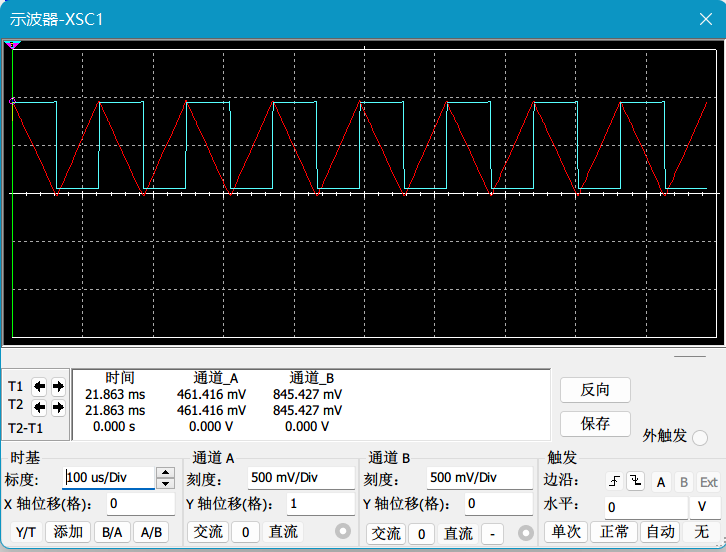 示波器-XSC1
时间 通道_A 通道_B
T1 21.863 ms 461.416 mV 845.427 mV
T2 21.863 ms 461.416 mV 845.427 mV
T2-T1 0.000 s 0.000 V 0.000 V
反向
保存
外触发
时基 通道 A 通道 B 触发
标度: 100 us/Div 刻度: 500 mV/Div 刻度: 500 mV/Div 边沿: A B Ext
X 轴位移(格): 0 Y 轴位移(格): 1 Y 轴位移(格): 0 水平: 0 V
Y/T 添加 B/A A/B 交流 0 直流 交流 0 直流 - 单次 正常 自动 无